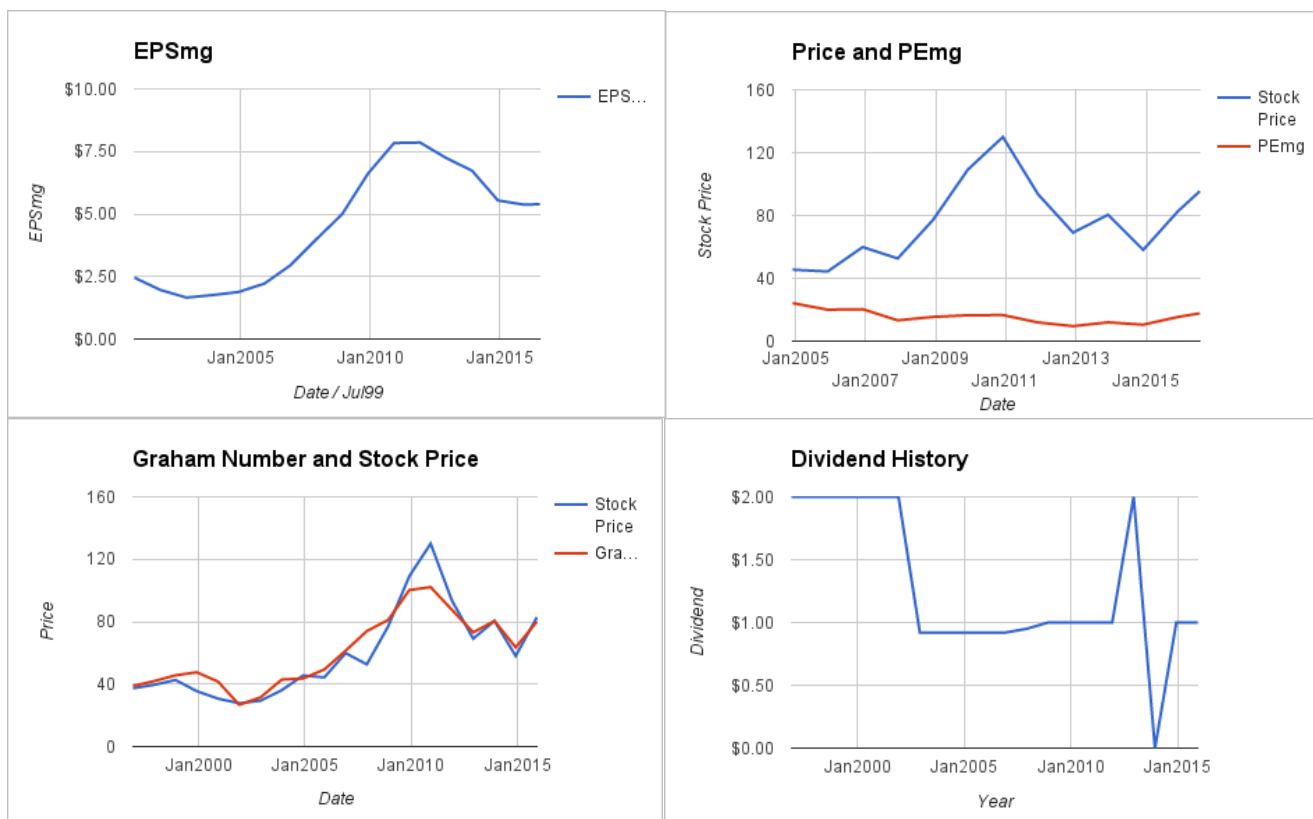 EPSmg
$10.00
$7.50
$5.00
$2.50
$0.00
EPSmg
Jan2005
Jan2010
Jan2015
Date / Jul99
EPS…
Price and PEmg
160
120
80
40
0
Stock Price
Jan2005
Jan2007
Jan2009
Jan2011
Jan2013
Jan2015
Date
Stock
Price
PEmg
Graham Number and Stock Price
160
120
80
40
0
Price
Jan2000
Jan2005
Jan2010
Jan2015
Date
Stock
Price
Gra…
Dividend History
$2.00
$1.50
$1.00
$0.50
$0.00
Dividend
Jan2000
Jan2005
Jan2010
Jan2015
Year